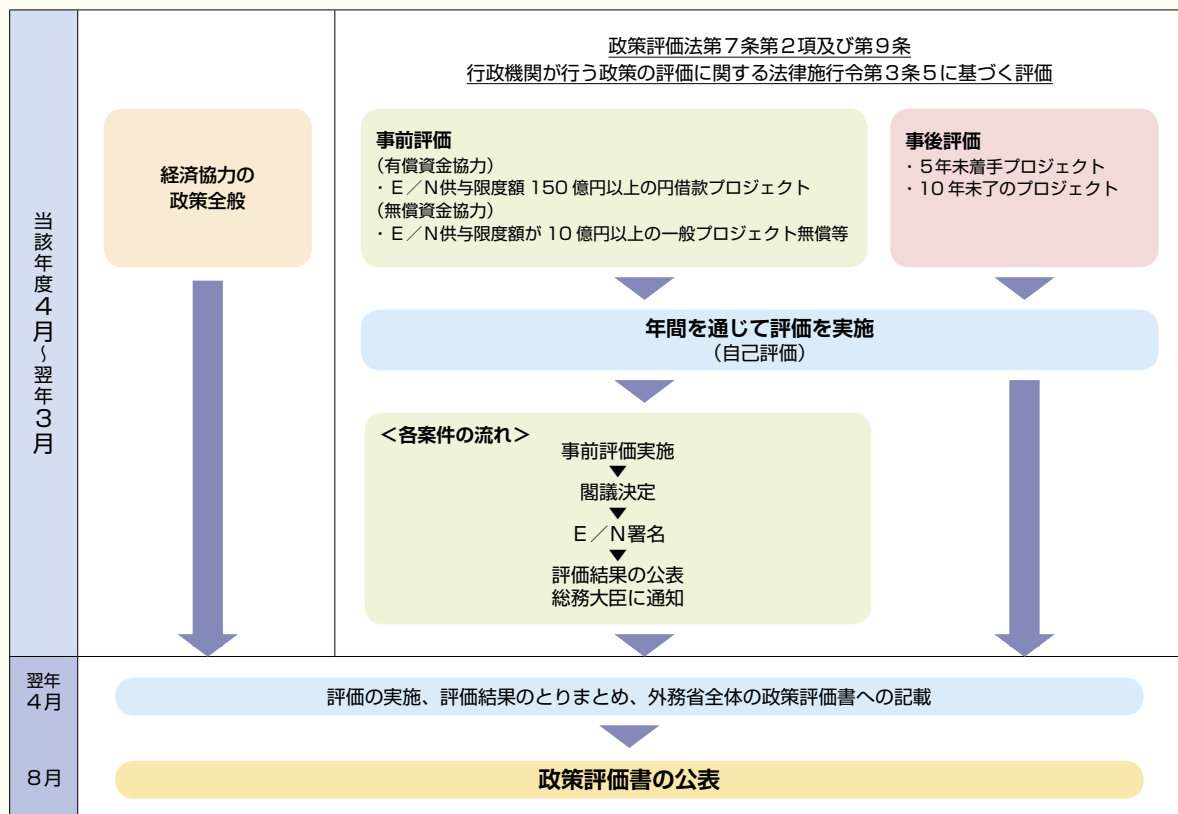 政策評価法第7条第2項及び第9条
行政機関が行う政策の評価に関する法律施行令第3条5に基づく評価
当該年度4月～翌年3月
経済協力の
政策全般
事前評価
（有償資金協力）
・E／N供与限度額 150 億円以上の円借款プロジェクト
（無償資金協力）
・E／N供与限度額が 10 億円以上の一般プロジェクト無償等
事後評価
・5年未着手プロジェクト
・10 年未了のプロジェクト
年間を通じて評価を実施
（自己評価）
＜各案件の流れ＞
事前評価実施
閣議決定
E／N署名
評価結果の公表
総務大臣に通知
翌年
4月
評価の実施、評価結果のとりまとめ、外務省全体の政策評価書への記載
8月
政策評価書の公表